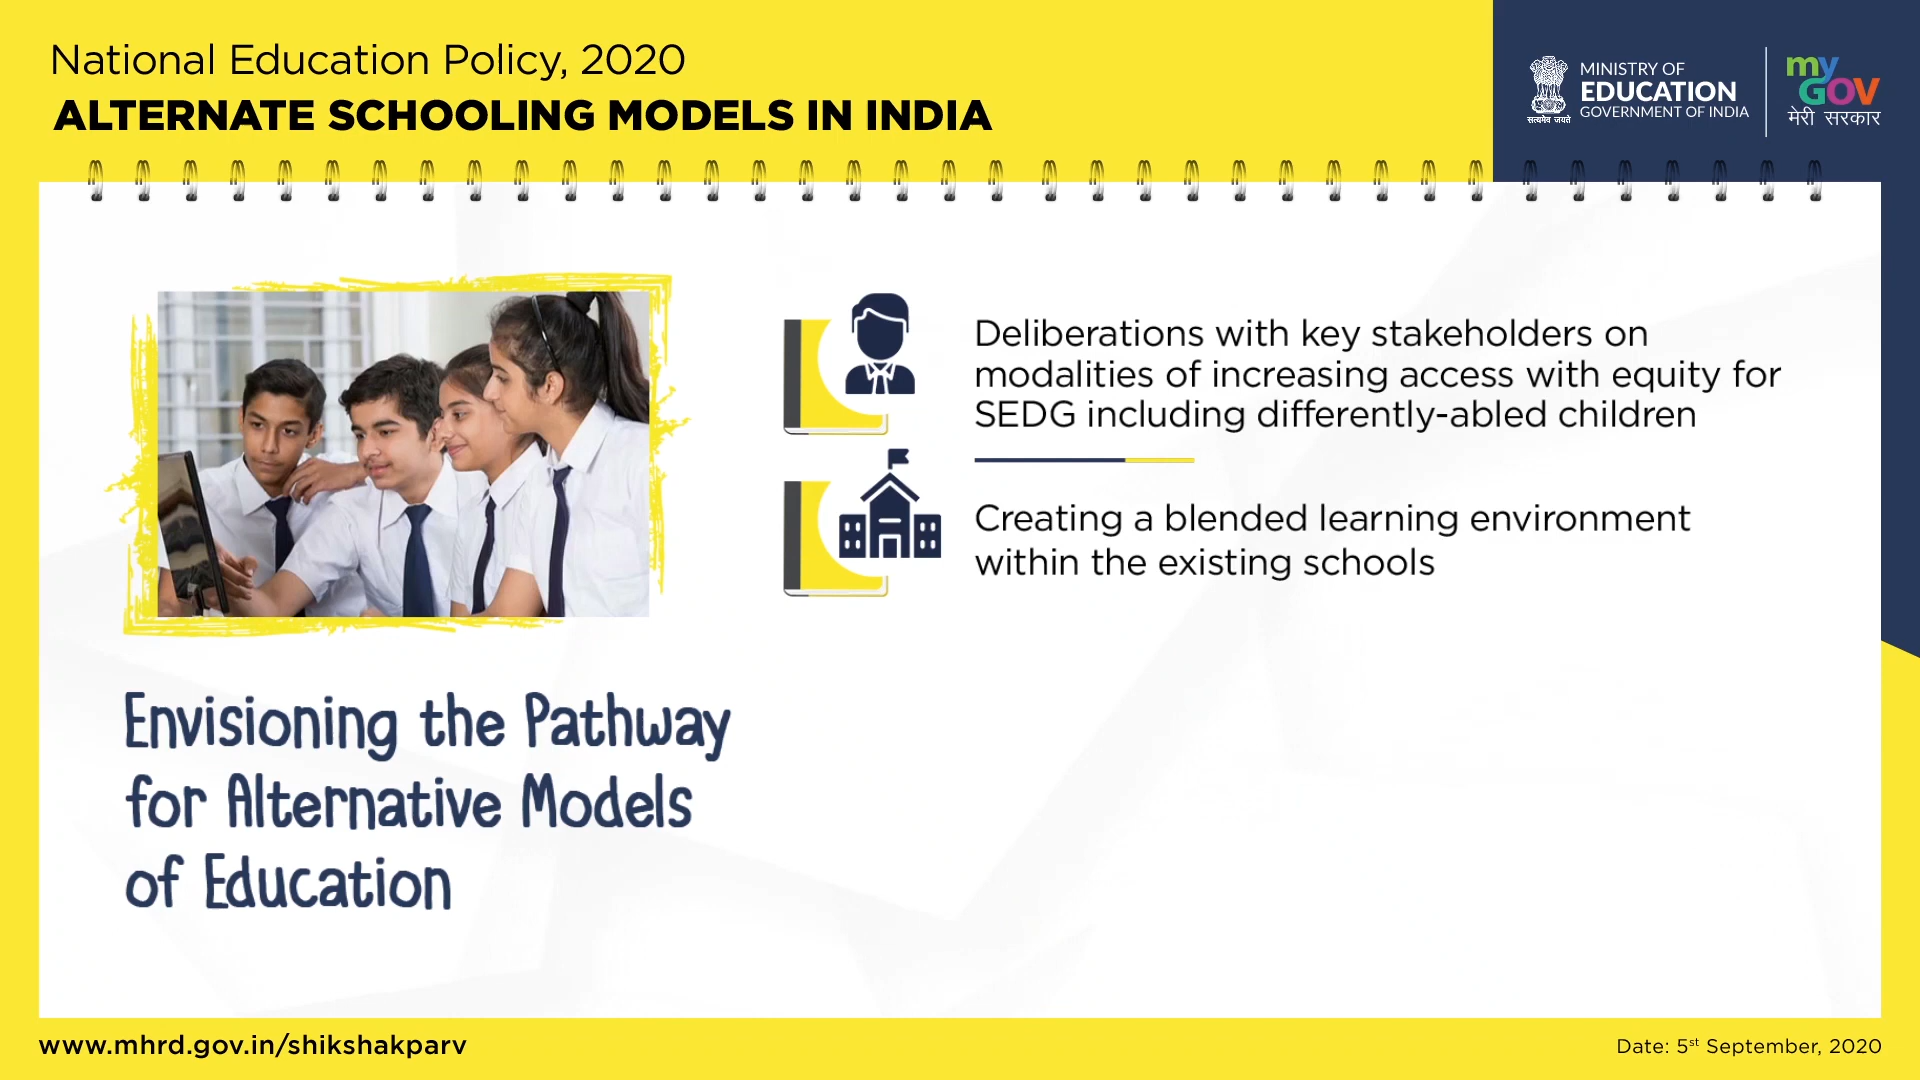 National Education Policy, 2020
ALTERNATE SCHOOLING MODELS IN INDIA
सत्यमेव जयते
MINISTRY OF
EDUCATION
GOVERNMENT OF INDIA
my
GOV
मेरी सरकार
Deliberations with key stakeholders on
modalities of increasing access with equity for
SEDG including differently-abled children
Creating a blended learning environment
within the existing schools
Envisioning the Pathway
for Alternative Models
of Education
www.mhrd.gov.in/shikshakparv
Date: 5st September, 2020